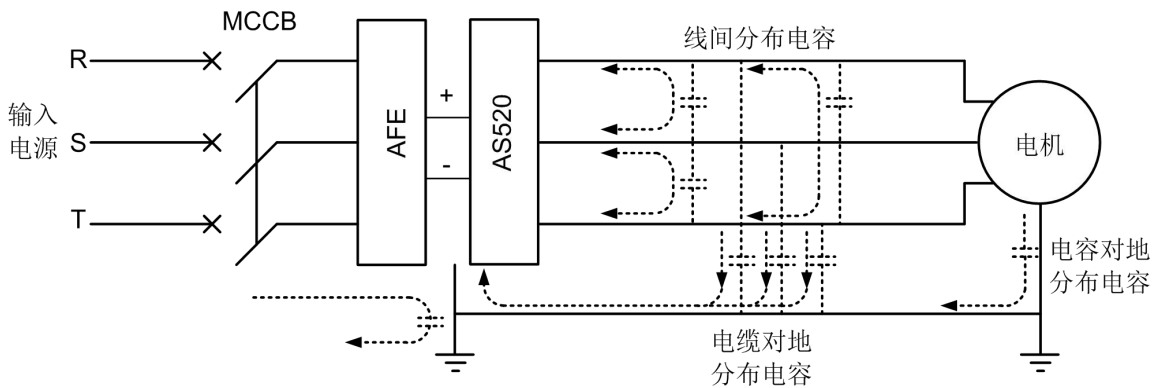 MCCB
线间分布电容
R
输入
电源
S
T
AFE
+
-
AS520
电机
电容对地
分布电容
电缆对地
分布电容